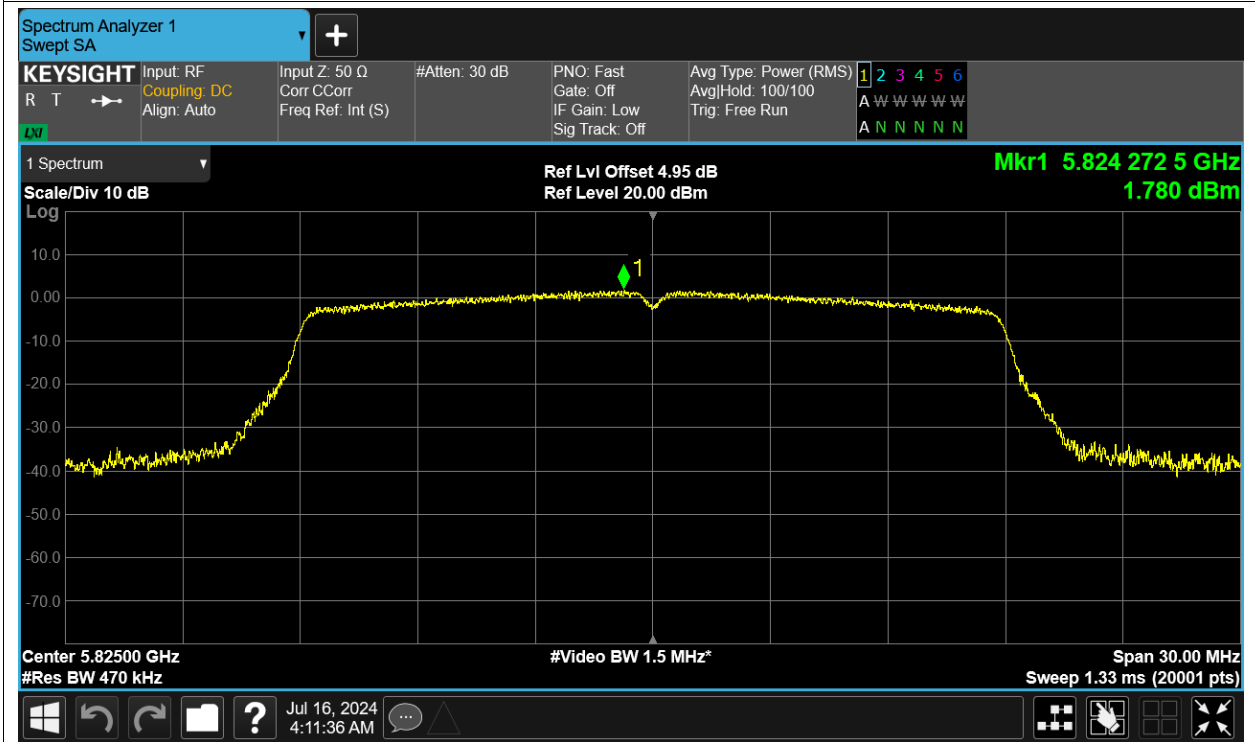 Spectrum Analyzer 1
Swept SA
+
KEYSIGHT Input: RF Input Z: 50 Ω #Atten: 30 dB PNO: Fast Avg Type: Power (RMS) 1 2 3 4 5 6
R T Coupling: DC Corr CCorr Gate: Off Avg|Hold: 100/100 A W W W W W
Align: Auto Freq Ref: Int (S) IF Gain: Low Trig: Free Run
LXI Sig Track: Off A N N N N N
1 Spectrum Ref Lvl Offset 4.95 dB Mkr1 5.824 272 5 GHz
Scale/Div 10 dB Ref Level 20.00 dBm 1.780 dBm
Log
10.0
1
0.00
-10.0
-20.0
-30.0
-40.0
-50.0
-60.0
-70.0
Center 5.82500 GHz #Video BW 1.5 MHz* Span 30.00 MHz
#Res BW 470 kHz Sweep 1.33 ms (20001 pts)
? Jul 16, 2024
4:11:36 AM